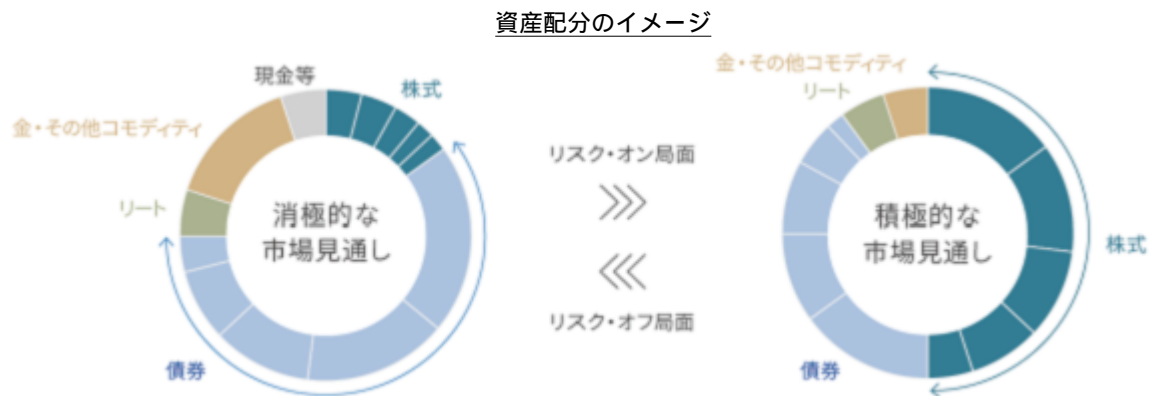 資産配分のイメージ
現金等
株式
金・その他コモディティ
リート
消極的な
市場見通し
債券
リスク・オン局面
リスク・オフ局面
金・その他コモディティ
リート
積極的な
市場見通し
株式
債券